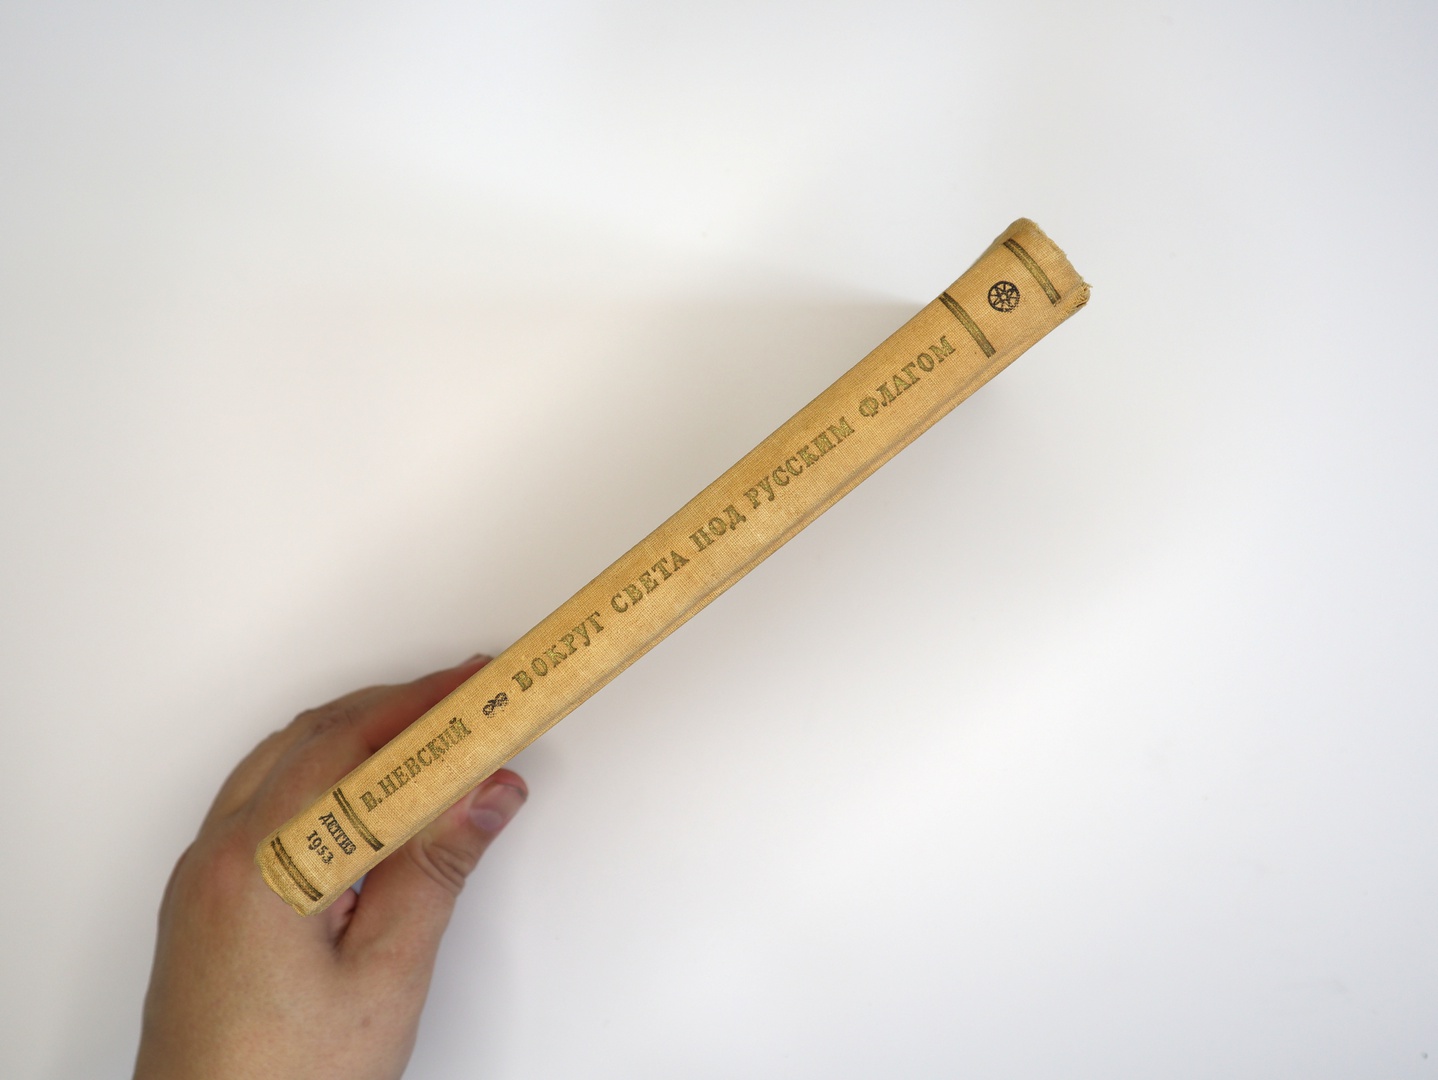 В. НЕВСКИЙ ВОКРУГ СВЕТА ПОД РУССКИМ ФЛАГОМ
ДЕТГИЗ
1953